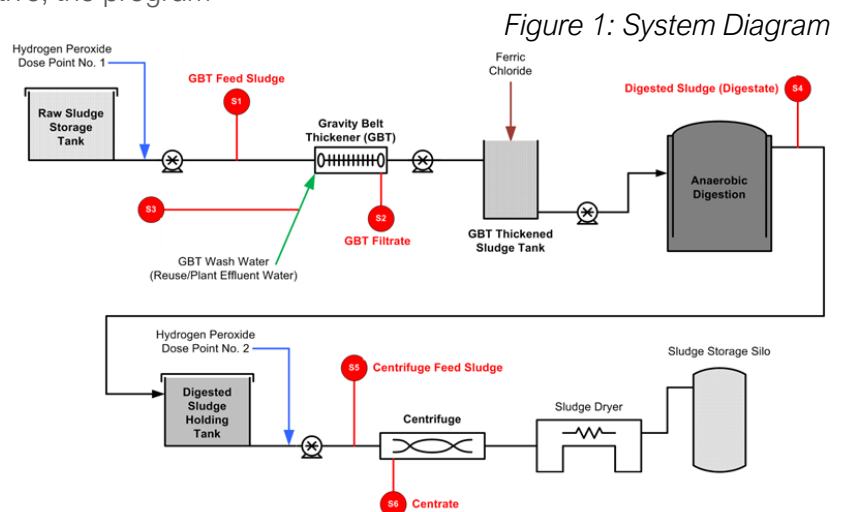 the program
Figure 1: System Diagram
Hydrogen Peroxide
Dose Point No. 1
GBT Feed Sludge
S1
Raw Sludge
Storage
Tank
Gravity Belt
Thickener (GBT)
Ferric
Chloride
Digested Sludge (Digestate)
S4
Anaerobic
Digestion
S3
S2
GBT Filtrate
GBT Thickened
Sludge Tank
GBT Wash Water
(Reuse/Plant Effluent Water)
Hydrogen Peroxide
Dose Point No. 2
S5
Centrifuge Feed Sludge
Sludge Storage Silo
Digested
Sludge
Holding
Tank
Centrifuge
Sludge Dryer
S6
Centrate